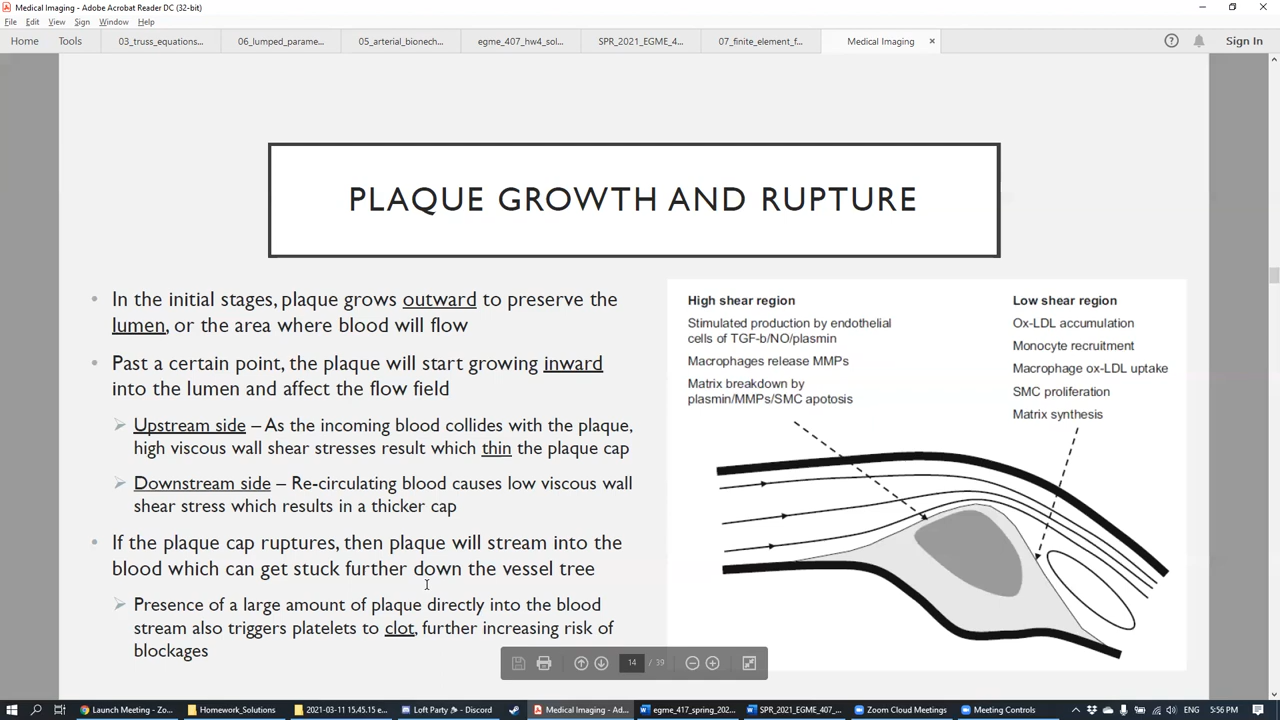 Medical Imaging - Adobe Acrobat Reader DC (32-bit)
File Edit View Sign Window Help
Home Tools 03_truss_equations... 06_lumped_parame... 05_arterial_bionech... egme_407_hw4_sol... SPR_2021_EGME_4... 07_finite_element_f... Medical Imaging × Sign In
PLAQUE GROWTH AND RUPTURE
• In the initial stages, plaque grows outward to preserve the
lumen, or the area where blood will flow
• Past a certain point, the plaque will start growing inward
into the lumen and affect the flow field
Upstream side – As the incoming blood collides with the plaque,
high viscous wall shear stresses result which thin the plaque cap
Downstream side – Re-circulating blood causes low viscous wall
shear stress which results in a thicker cap
• If the plaque cap ruptures, then plaque will stream into the
blood which can get stuck further down the vessel tree
Presence of a large amount of plaque directly into the blood
stream also triggers platelets to clot, further increasing risk of
blockages
High shear region
Stimulated production by endothelial
cells of TGF-b/NO/plasmin
Macrophages release MMPs
Matrix breakdown by
plasmin/MMPs/SMC apotosis
Low shear region
Ox-LDL accumulation
Monocyte recruitment
Macrophage ox-LDL uptake
SMC proliferation
Matrix synthesis
14 / 39
Launch Meeting - Zo... Homework_Solutions 2021-03-11 15.45.15 e... Loft Party - Discord Medical Imaging - Ad... egme_417_spring_202... SPR_2021_EGME_407_... Zoom Cloud Meetings Meeting Controls ENG 5:56 PM